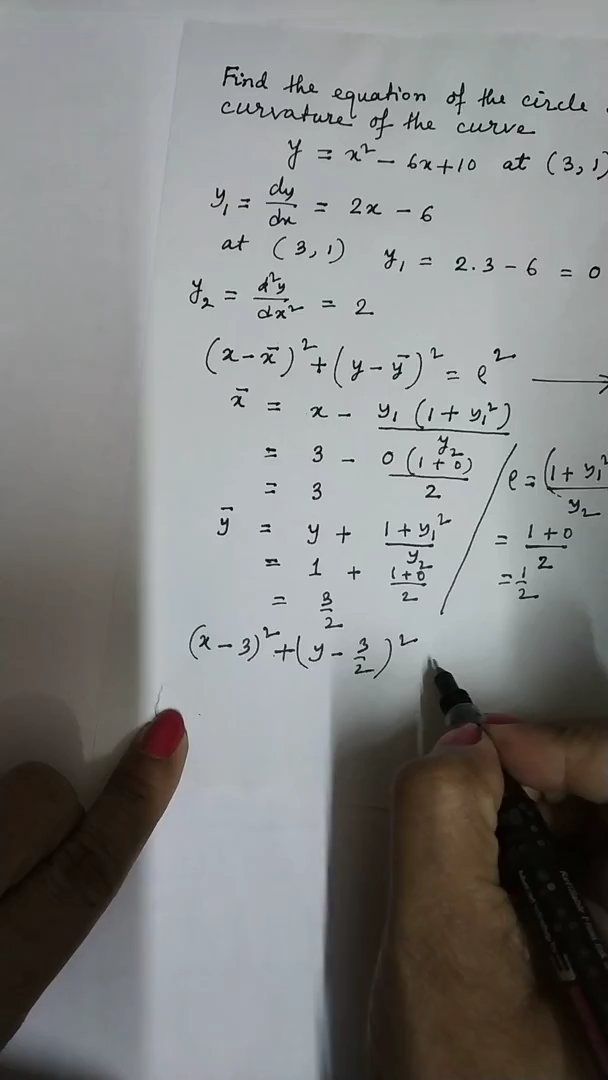 Find the equation of the circle
curvature of the curve
y = x² - 6x + 10 at (3, 1)
y₁ = dy/dx = 2x - 6
at (3, 1) y₁ = 2.3 - 6 = 0
y₂ = d²y/dx² = 2
(x - x̄)² + (y - ȳ)² = ρ² →
x̄ = x - y₁(1 + y₁²)/y₂
= 3 - 0(1 + 0)/2
= 3
ρ = (1 + y₁²/y₂
= 1 + 0/2
= 1/2
ȳ = y + 1 + y₁²/y₂
= 1 + 1+0/2
= 3/2
(x - 3)² + (y - 3/2)²